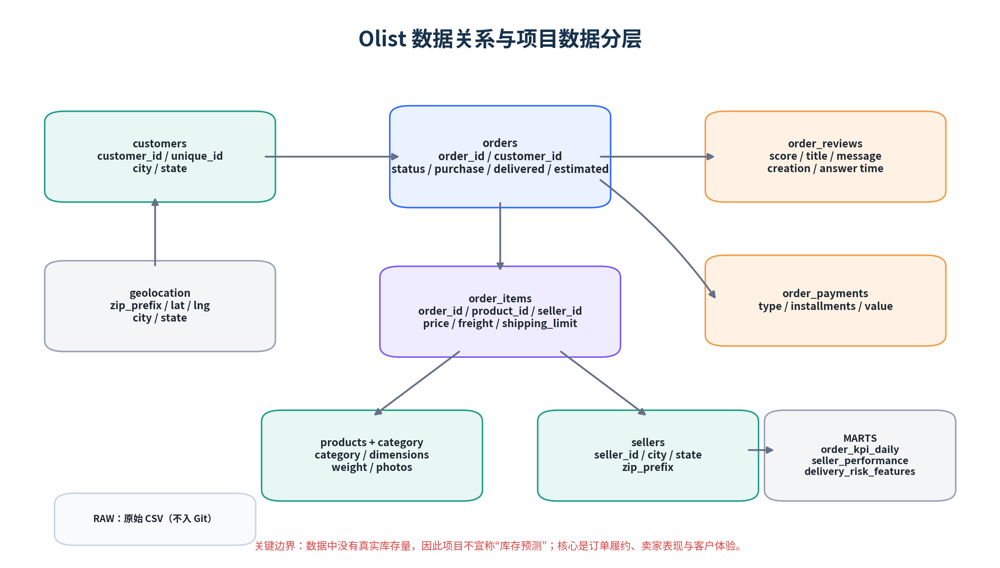 Olist 数据关系与项目数据分层
customers
customer_id / unique_id
city / state
orders
order_id / customer_id
status / purchase / delivered / estimated
order_reviews
score / title / message
creation / answer time
geolocation
zip_prefix / lat / lng
city / state
order_items
order_id / product_id / seller_id
price / freight / shipping_limit
order_payments
type / installments / value
products + category
category / dimensions
weight / photos
sellers
seller_id / city / state
zip_prefix
MARTS
order_kpi_daily
seller_performance
delivery_risk_features
RAW：原始 CSV（不入 Git）
关键边界：数据中没有真实库存量，因此项目不宣称“库存预测”；核心是订单履约、卖家表现与客户体验。